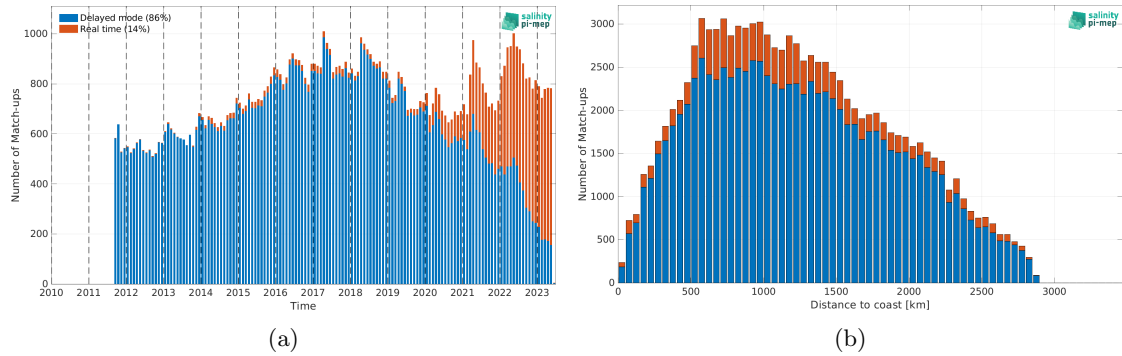 Delayed mode (86%)
Real time (14%)
salinity
pi-mep
1000
800
600
400
200
0
Number of Match-ups
2010 2011 2012 2013 2014 2015 2016 2017 2018 2019 2020 2021 2022 2023
Time
(a)
salinity
pi-mep
3000
2500
2000
1500
1000
500
0
Number of Match-ups
0 500 1000 1500 2000 2500 3000
Distance to coast [km]
(b)